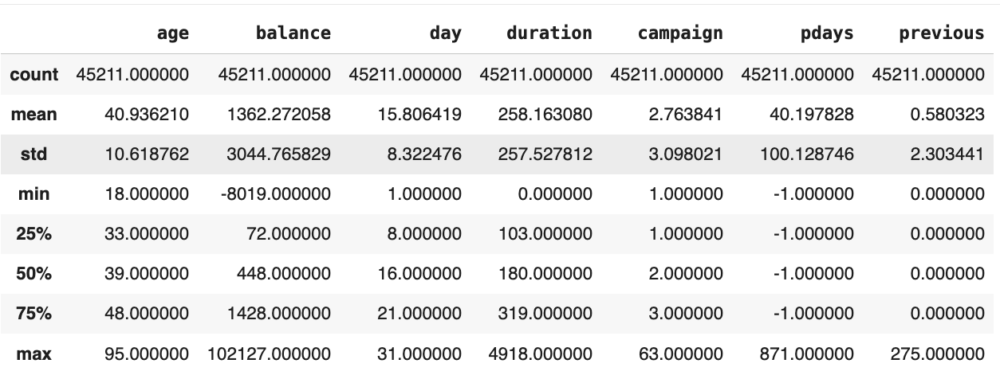 age balance day duration campaign pdays previous
count 45211.000000 45211.000000 45211.000000 45211.000000 45211.000000 45211.000000 45211.000000
mean 40.936210 1362.272058 15.806419 258.163080 2.763841 40.197828 0.580323
std 10.618762 3044.765829 8.322476 257.527812 3.098021 100.128746 2.303441
min 18.000000 -8019.000000 1.000000 0.000000 1.000000 -1.000000 0.000000
25% 33.000000 72.000000 8.000000 103.000000 1.000000 -1.000000 0.000000
50% 39.000000 448.000000 16.000000 180.000000 2.000000 -1.000000 0.000000
75% 48.000000 1428.000000 21.000000 319.000000 3.000000 -1.000000 0.000000
max 95.000000 102127.000000 31.000000 4918.000000 63.000000 871.000000 275.000000